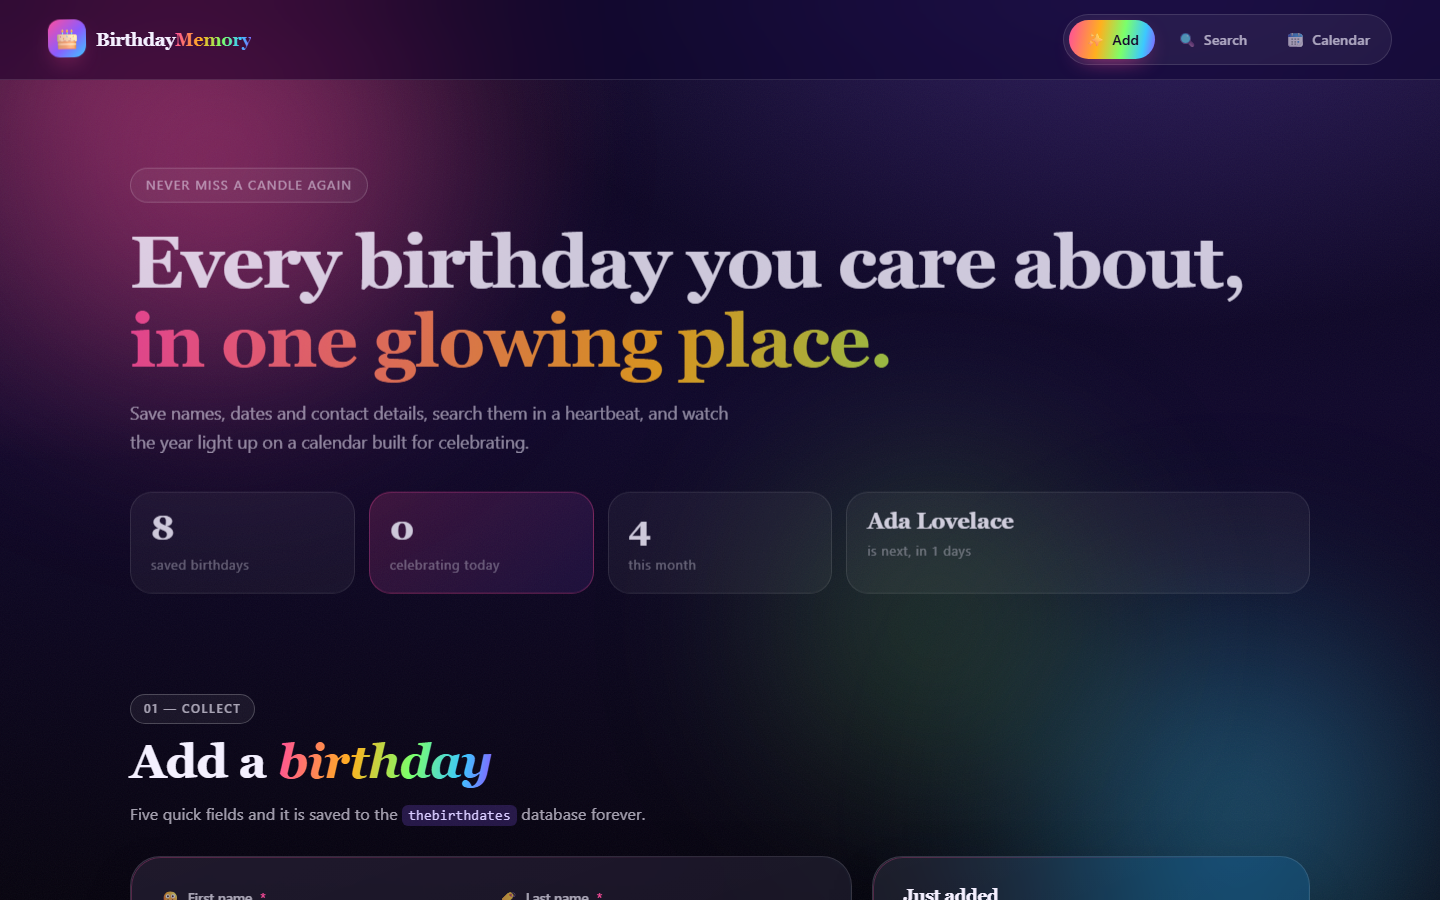 BirthdayMemory
Add
Search
Calendar
NEVER MISS A CANDLE AGAIN
Every birthday you care about,
in one glowing place.
Save names, dates and contact details, search them in a heartbeat, and watch
the year light up on a calendar built for celebrating.
8
saved birthdays
0
celebrating today
4
this month
Ada Lovelace
is next, in 1 days
01 — COLLECT
Add a birthday
Five quick fields and it is saved to the thebirthdates database forever.
First name *
Last name *
Just added